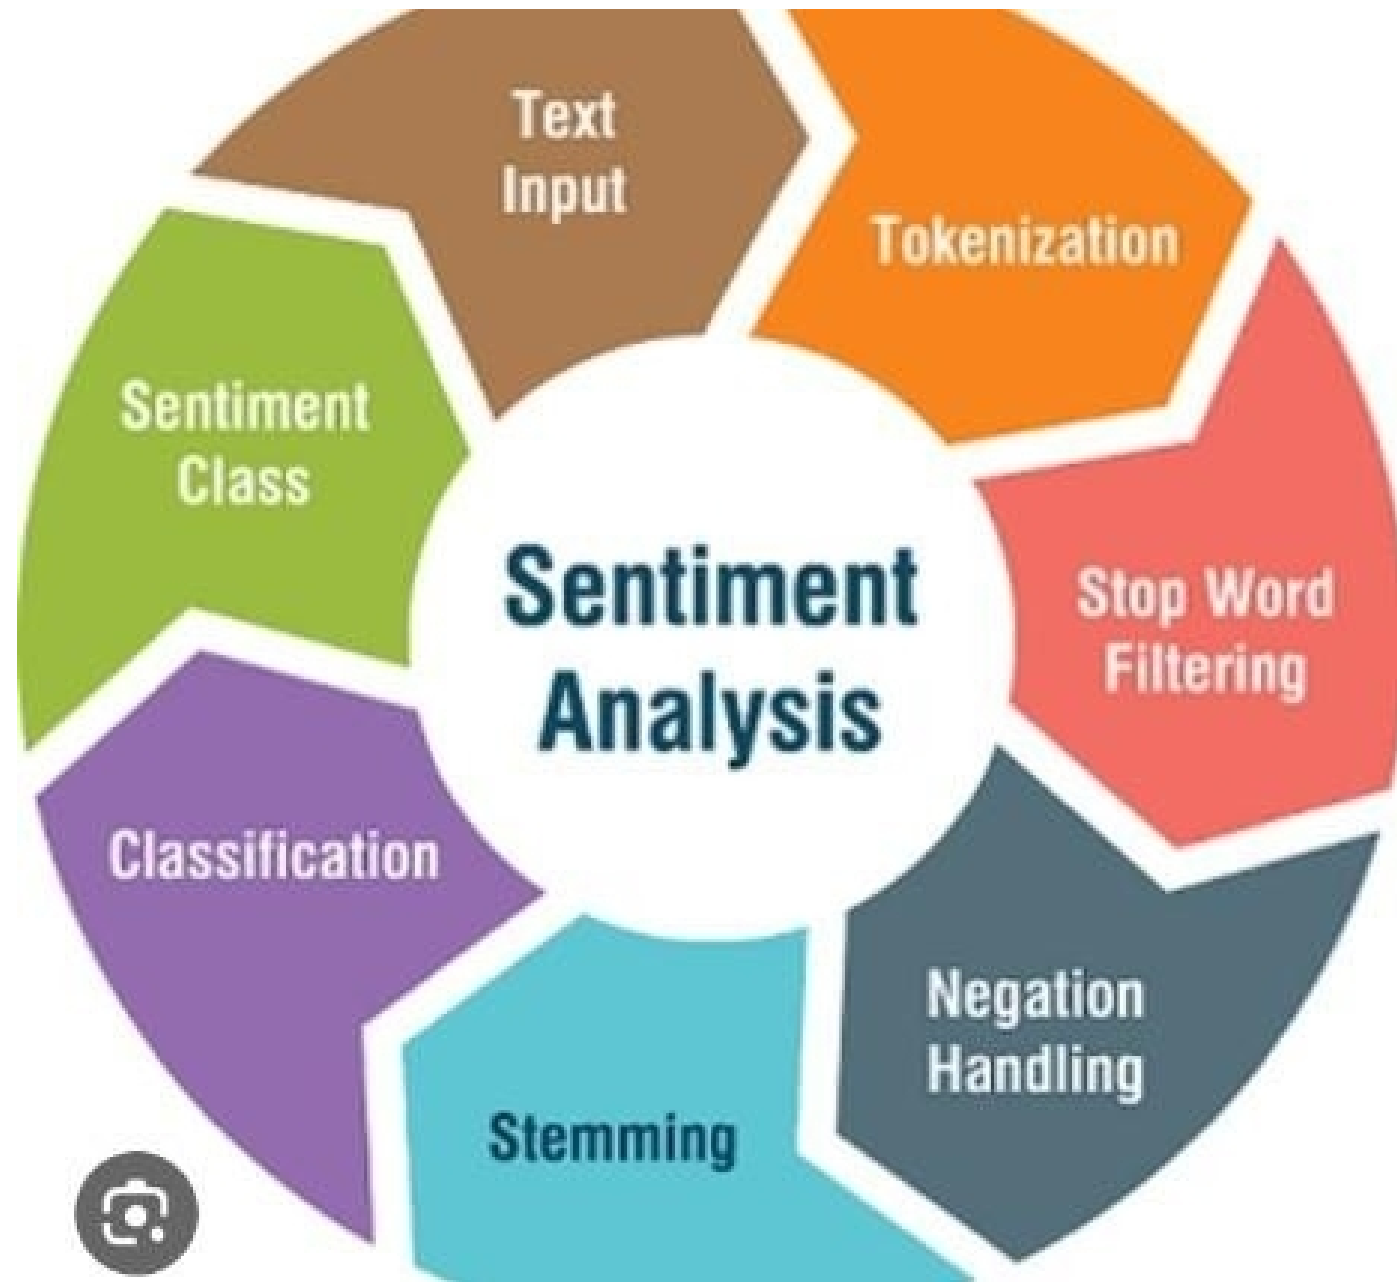 Text
Input
Tokenization
Stop Word
Filtering
Negation
Handling
Stemming
Classification
Sentiment
Class
Sentiment
Analysis